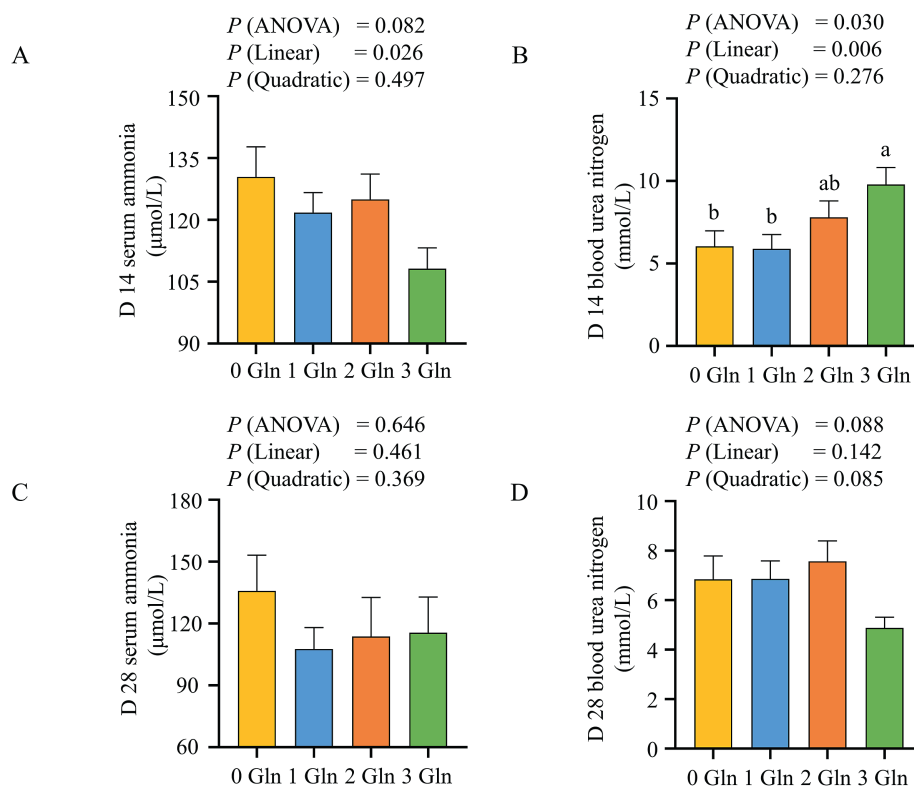 A
P (ANOVA) = 0.082
P (Linear) = 0.026
P (Quadratic) = 0.497
D 14 serum ammonia
(μmol/L)
150
135
120
105
90
0 Gln 1 Gln 2 Gln 3 Gln
B
P (ANOVA) = 0.030
P (Linear) = 0.006
P (Quadratic) = 0.276
D 14 blood urea nitrogen
(mmol/L)
15
10
5
0
b b ab a
0 Gln 1 Gln 2 Gln 3 Gln
C
P (ANOVA) = 0.646
P (Linear) = 0.461
P (Quadratic) = 0.369
D 28 serum ammonia
(μmol/L)
180
150
120
90
60
0 Gln 1 Gln 2 Gln 3 Gln
D
P (ANOVA) = 0.088
P (Linear) = 0.142
P (Quadratic) = 0.085
D 28 blood urea nitrogen
(mmol/L)
10
8
6
4
2
0
0 Gln 1 Gln 2 Gln 3 Gln